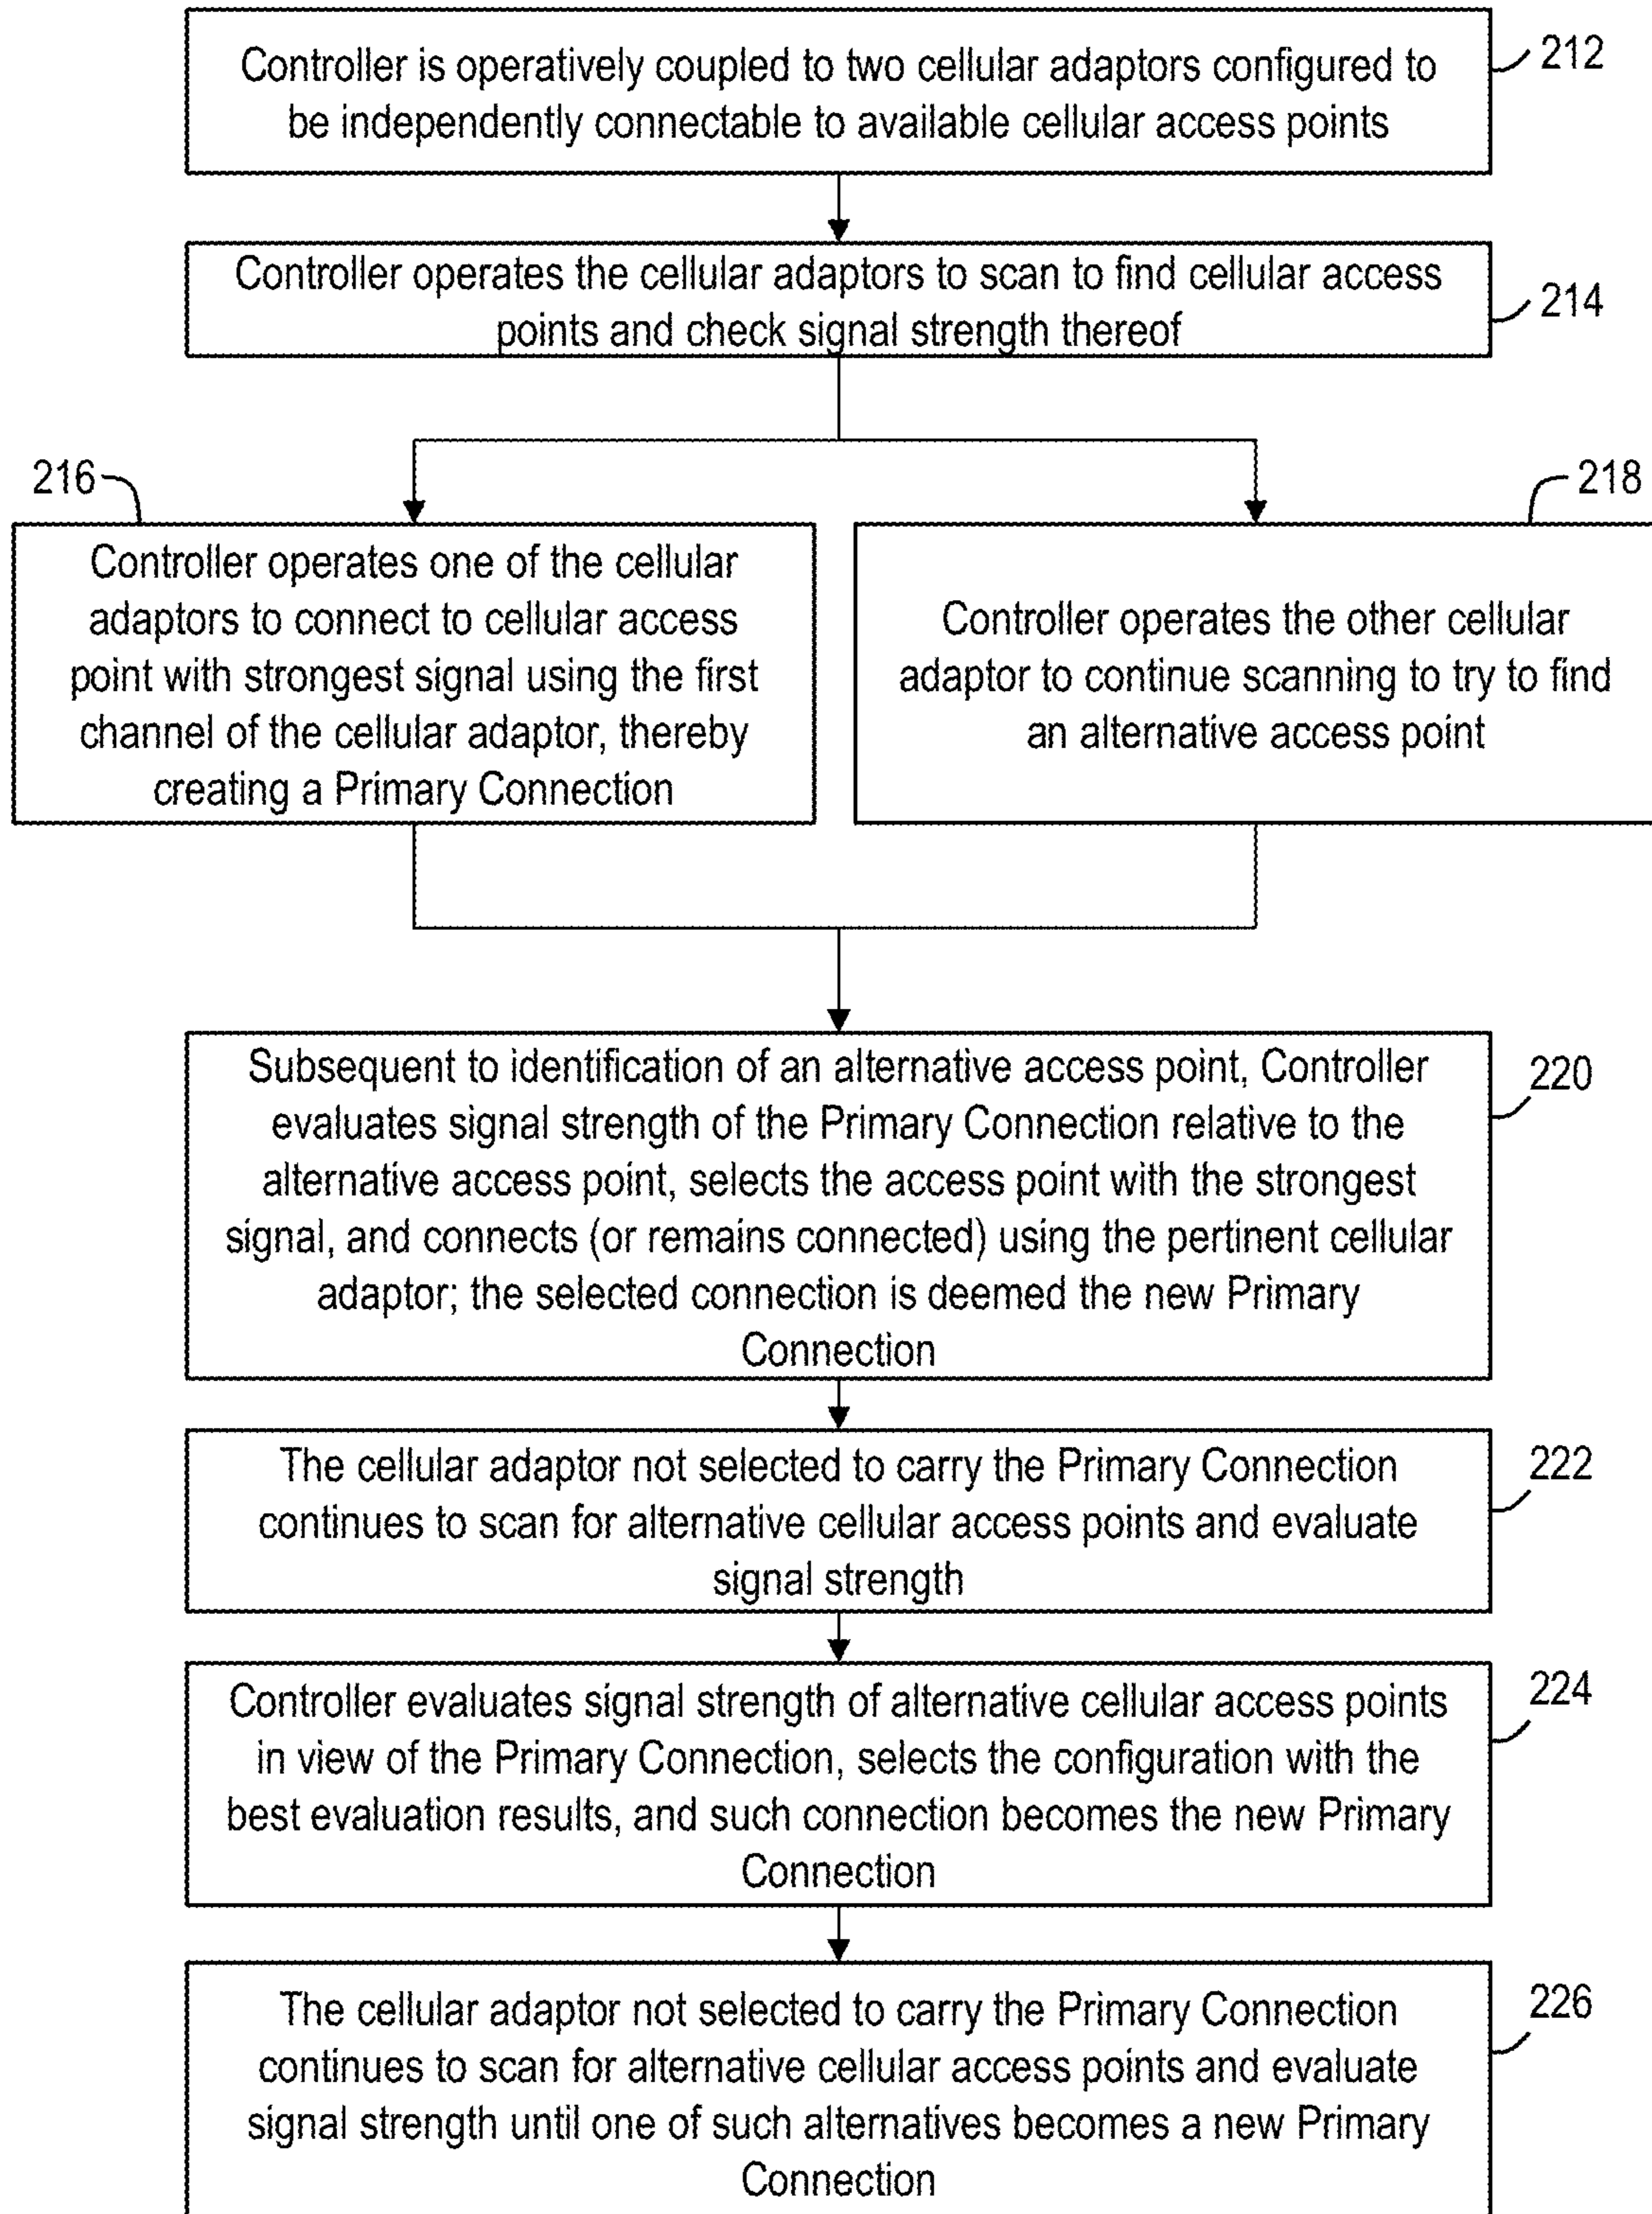 Controller is operatively coupled to two cellular adaptors configured to
be independently connectable to available cellular access points
212
Controller operates the cellular adaptors to scan to find cellular access
points and check signal strength thereof
214
216
218
Controller operates one of the cellular
adaptors to connect to cellular access
point with strongest signal using the first
channel of the cellular adaptor, thereby
creating a Primary Connection
Controller operates the other cellular
adaptor to continue scanning to try to find
an alternative access point
Subsequent to identification of an alternative access point, Controller
evaluates signal strength of the Primary Connection relative to the
alternative access point, selects the access point with the strongest
signal, and connects (or remains connected) using the pertinent cellular
adaptor; the selected connection is deemed the new Primary
Connection
220
The cellular adaptor not selected to carry the Primary Connection
continues to scan for alternative cellular access points and evaluate
signal strength
222
Controller evaluates signal strength of alternative cellular access points
in view of the Primary Connection, selects the configuration with the
best evaluation results, and such connection becomes the new Primary
Connection
224
The cellular adaptor not selected to carry the Primary Connection
continues to scan for alternative cellular access points and evaluate
signal strength until one of such alternatives becomes a new Primary
Connection
226